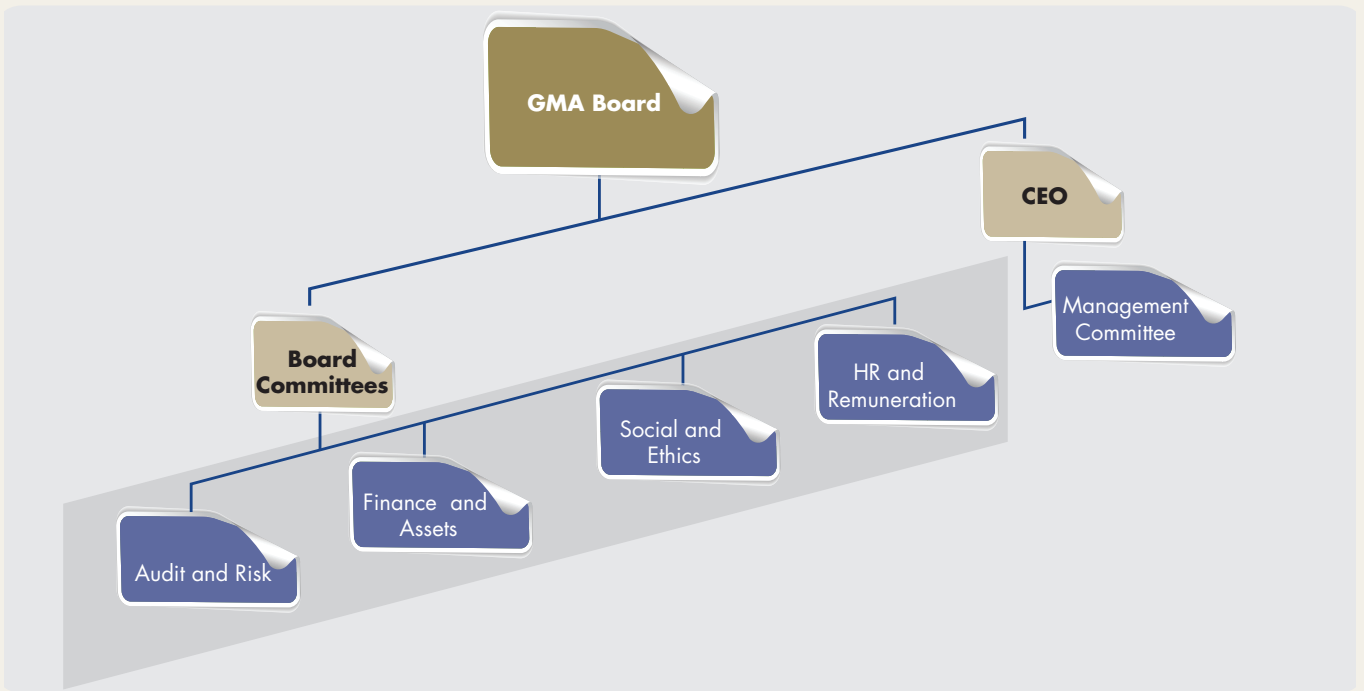 GMA Board
CEO
Management
Committee
Board
Committees
HR and
Remuneration
Social and
Ethics
Finance and
Assets
Audit and Risk